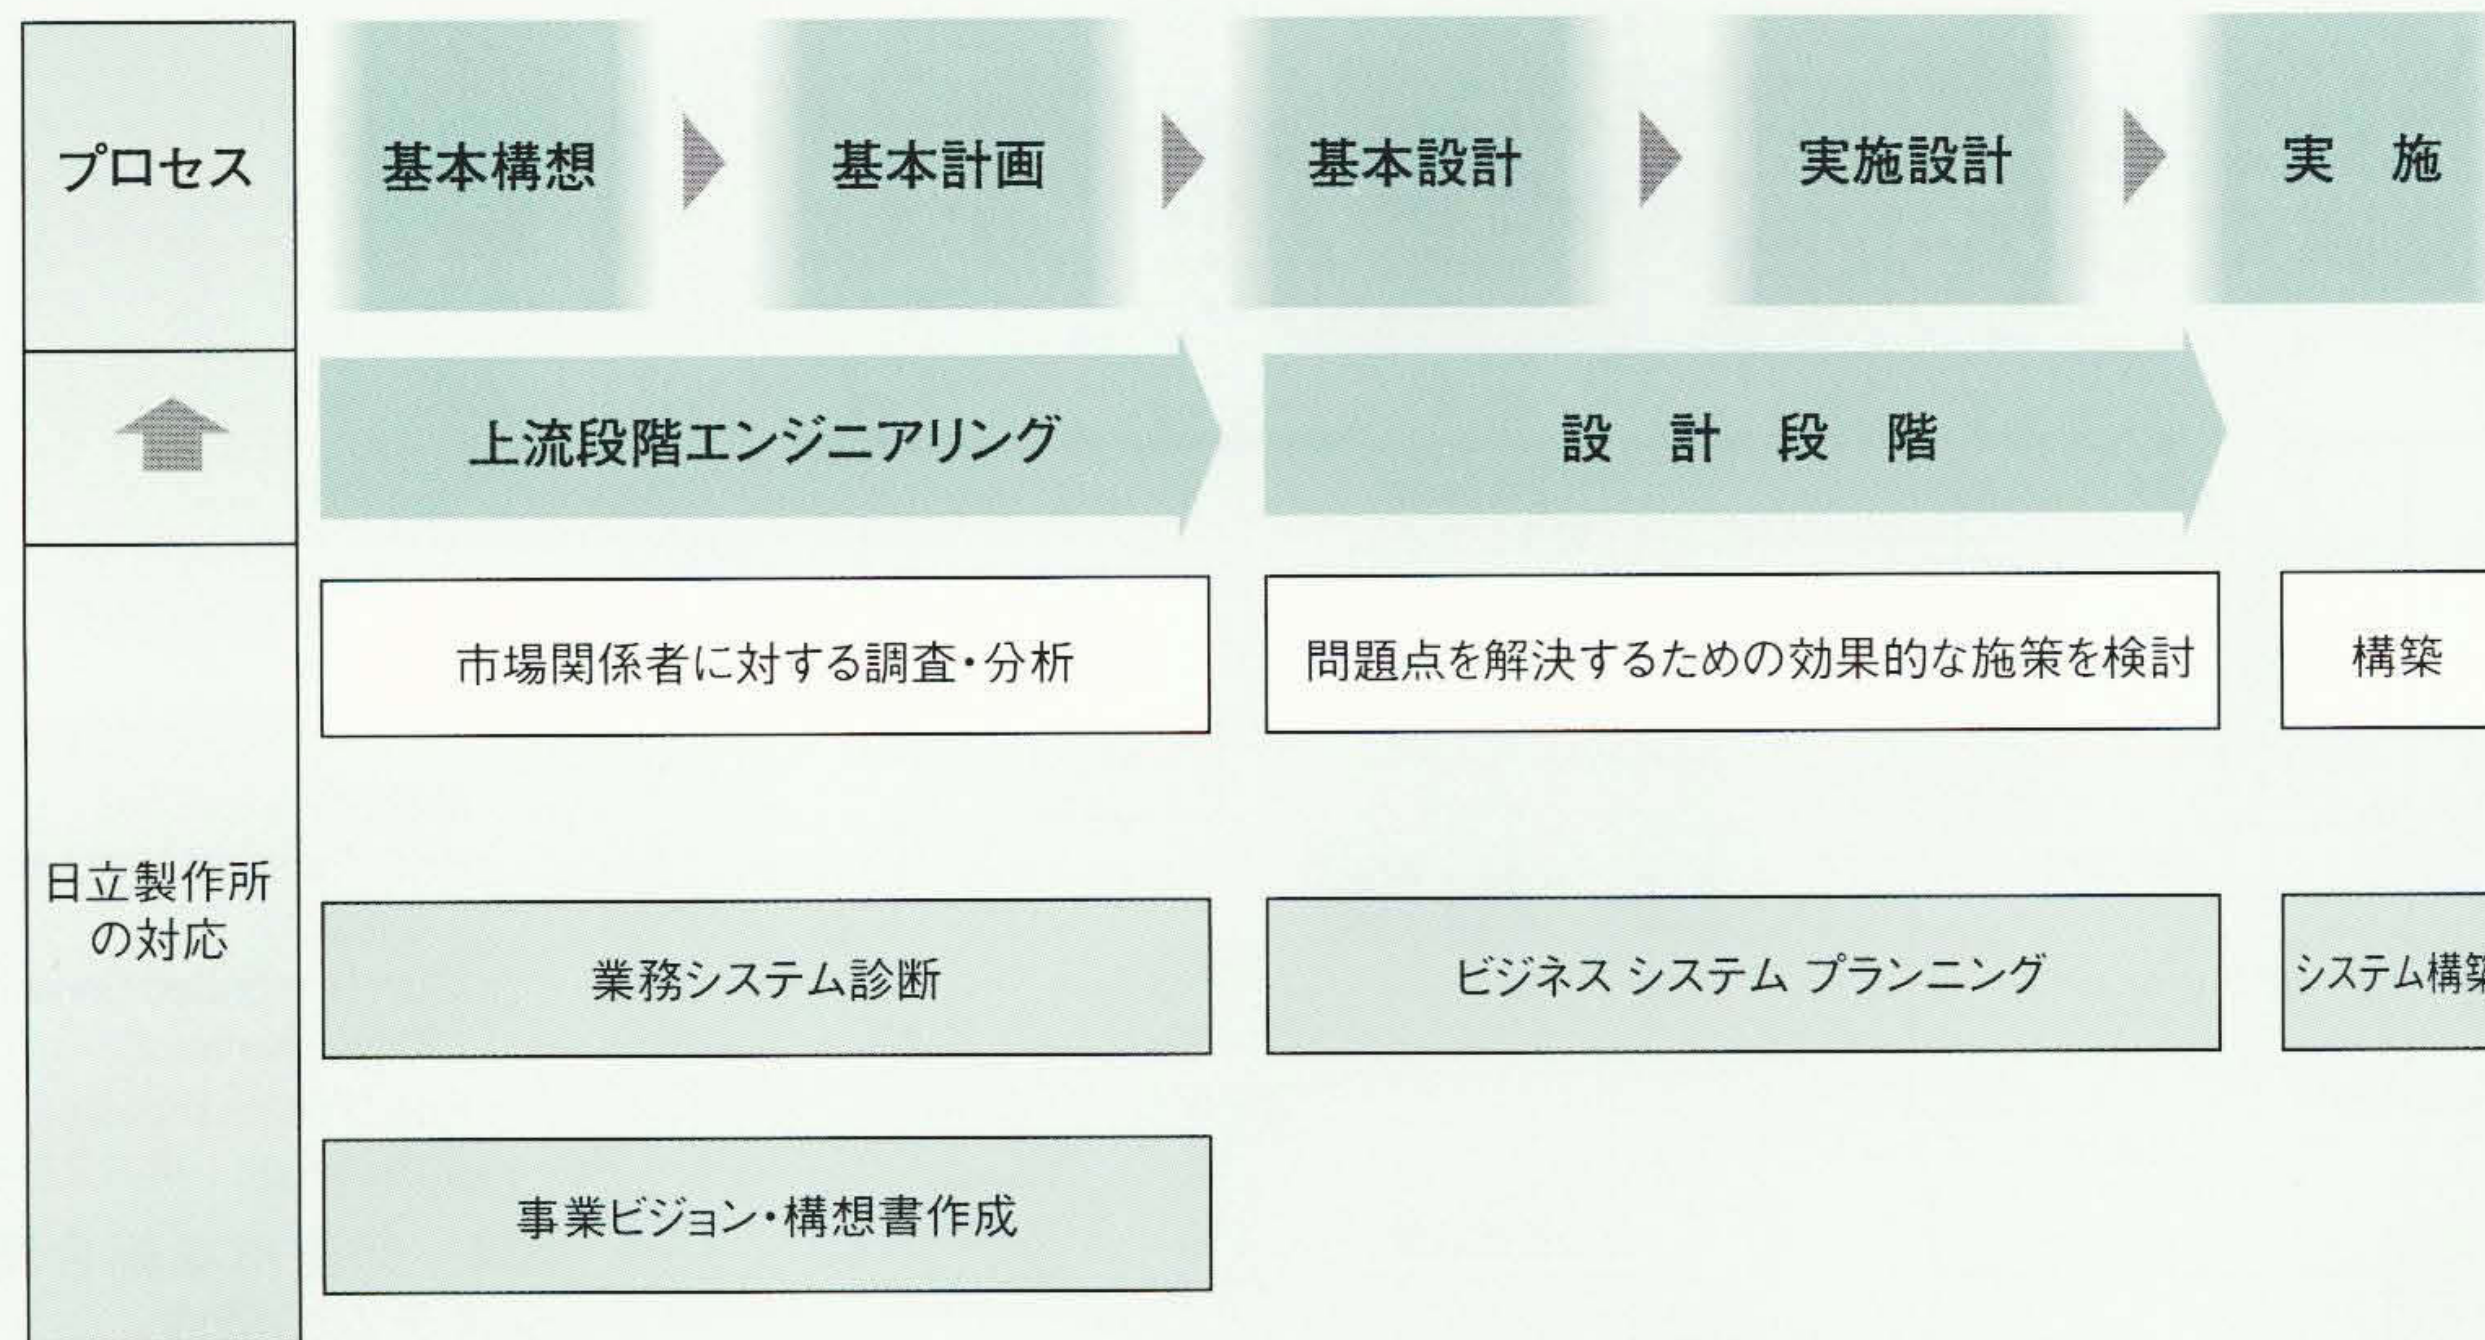 プロセス
基本構想
基本計画
基本設計
実施設計
実 施
上流段階エンジニアリング
設 計 段 階
日立製作所
の対応
市場関係者に対する調査・分析
問題点を解決するための効果的な施策を検討
構築
業務システム診断
ビジネス システム プランニング
システム構築
事業ビジョン・構想書作成